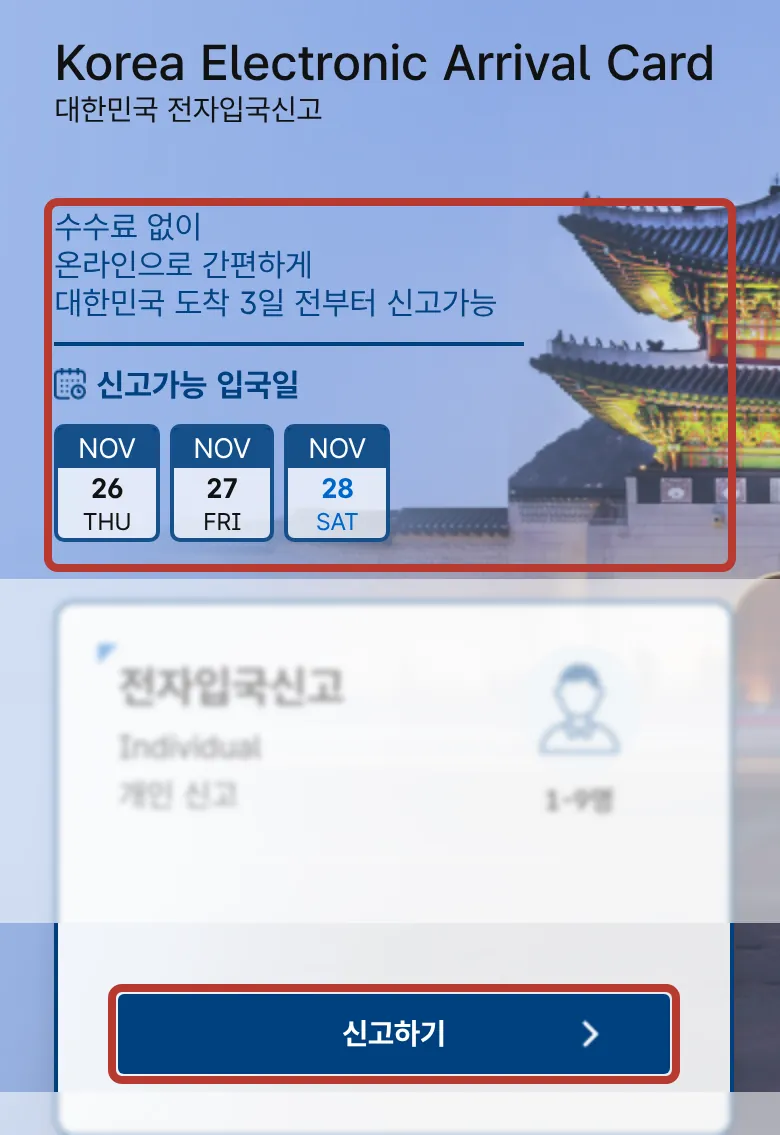 Korea Electronic Arrival Card
대한민국 전자입국신고
수수료 없이
온라인으로 간편하게
대한민국 도착 3일 전부터 신고가능
신고가능 입국일
NOV NOV NOV
26 27 28
THU FRI SAT
전자입국신고
Individual
개인 신고
1-9명
신고하기